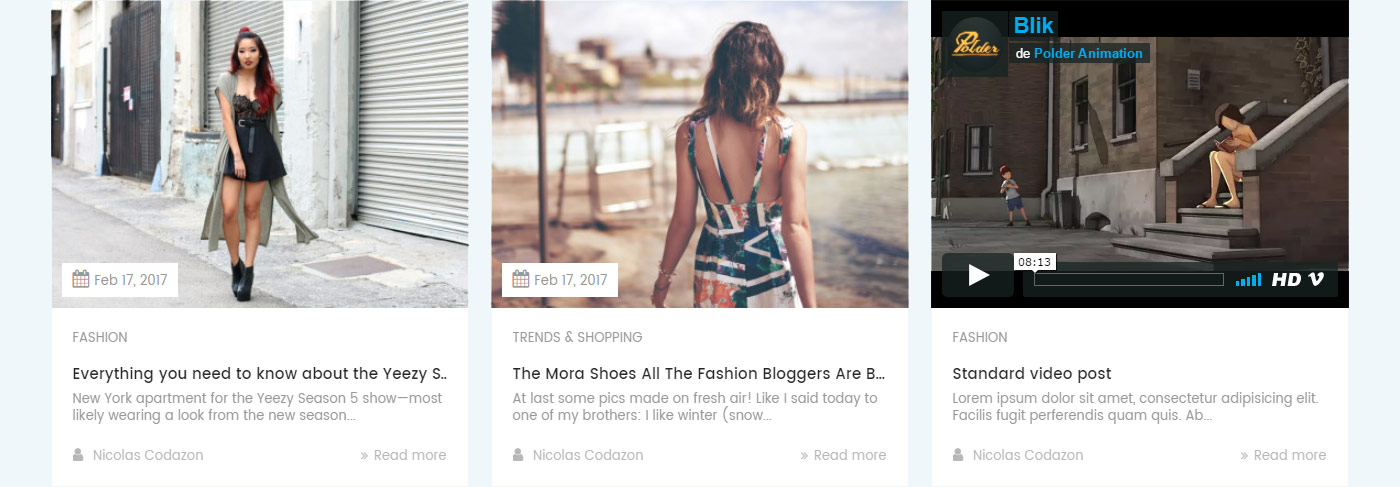 Feb 17, 2017
FASHION
Everything you need to know about the Yeezy S..
New York apartment for the Yeezy Season 5 show—most
likely wearing a look from the new season...
Nicolas Codazon
» Read more
Feb 17, 2017
TRENDS & SHOPPING
The Mora Shoes All The Fashion Bloggers Are B...
At last some pics made on fresh air! Like I said today to
one of my brothers: I like winter (snow...
Nicolas Codazon
» Read more
Polder
Blik
de Polder Animation
08:13
HD
FASHION
Standard video post
Lorem ipsum dolor sit amet, consectetur adipisicing elit.
Facilis fugit perferendis quam quis. Ab...
Nicolas Codazon
» Read more